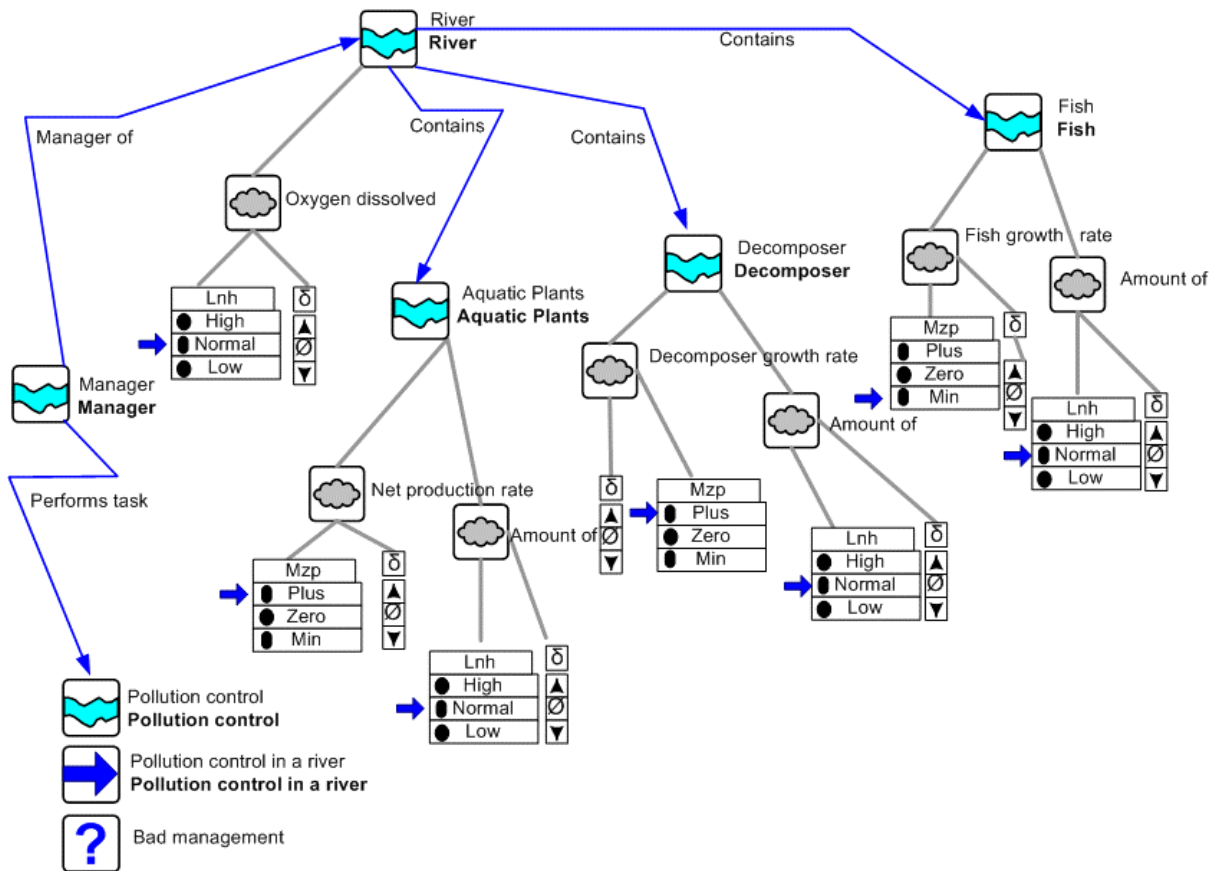 River
River
Contains
Fish
Fish
Manager of
Contains
Contains
Oxygen dissolved
Fish growth rate
Decomposer
Decomposer
Amount of
Lnh
δ
High
Normal
Low
Aquatic Plants
Aquatic Plants
Mzp
δ
Plus
Zero
Ø
Min
Ø
Decomposer growth rate
Manager
Manager
Lnh
δ
High
Normal
Ø
Low
Amount of
Performs task
Net production rate
δ
Mzp
Plus
Zero
Ø
Min
Amount of
Lnh
δ
High
Normal
Ø
Low
Mzp
δ
Plus
Zero
Ø
Min
Lnh
δ
High
Normal
Ø
Low
Pollution control
Pollution control
Pollution control in a river
Pollution control in a river
? Bad management